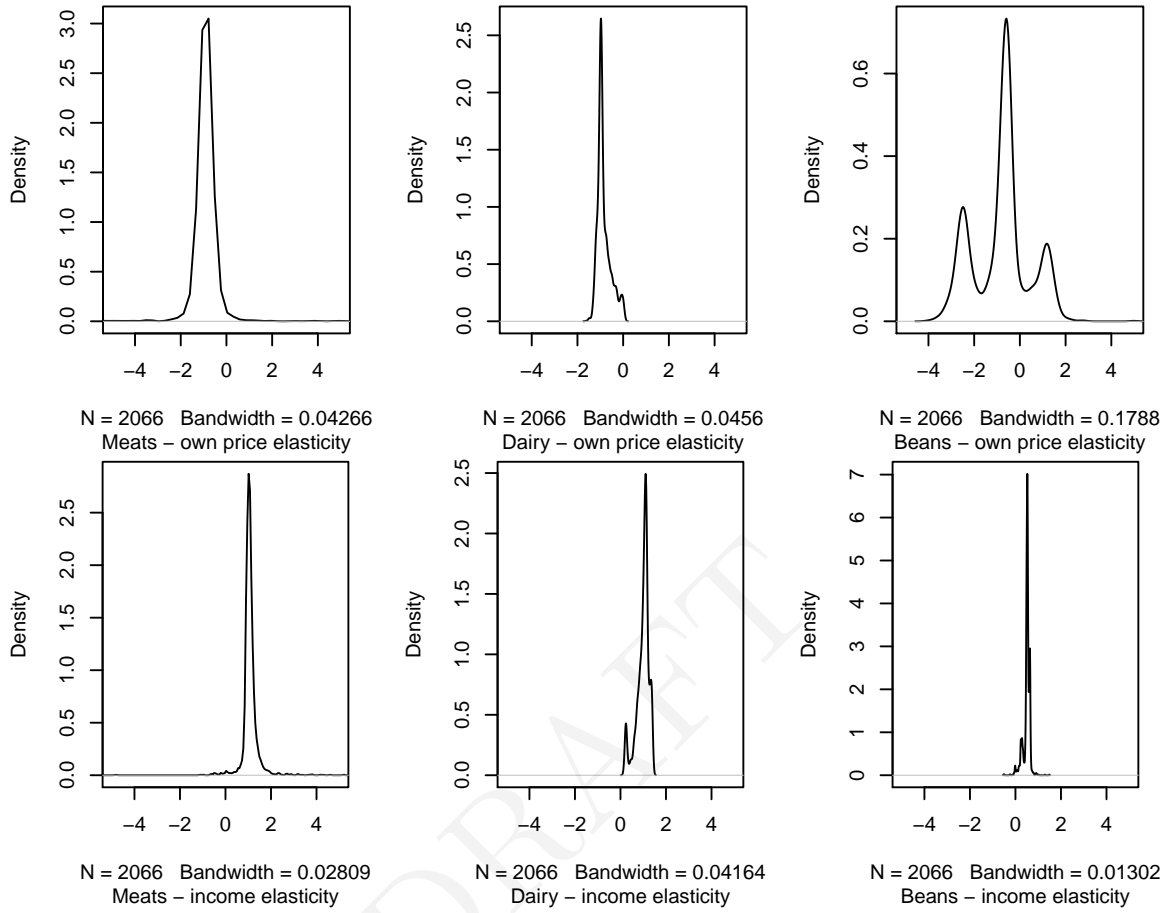 Density
0.0 0.5 1.0 1.5 2.0 2.5 3.0
−4 −2 0 2 4
N = 2066 Bandwidth = 0.04266
Meats − own price elasticity
Density
0.0 0.5 1.0 1.5 2.0 2.5
−4 −2 0 2 4
N = 2066 Bandwidth = 0.0456
Dairy − own price elasticity
Density
0.0 0.2 0.4 0.6
−4 −2 0 2 4
N = 2066 Bandwidth = 0.1788
Beans − own price elasticity
Density
0.0 0.5 1.0 1.5 2.0 2.5
−4 −2 0 2 4
N = 2066 Bandwidth = 0.02809
Meats − income elasticity
Density
0.0 0.5 1.0 1.5 2.0 2.5
−4 −2 0 2 4
N = 2066 Bandwidth = 0.04164
Dairy − income elasticity
Density
0 1 2 3 4 5 6 7
−4 −2 0 2 4
N = 2066 Bandwidth = 0.01302
Beans − income elasticity
DRAFT